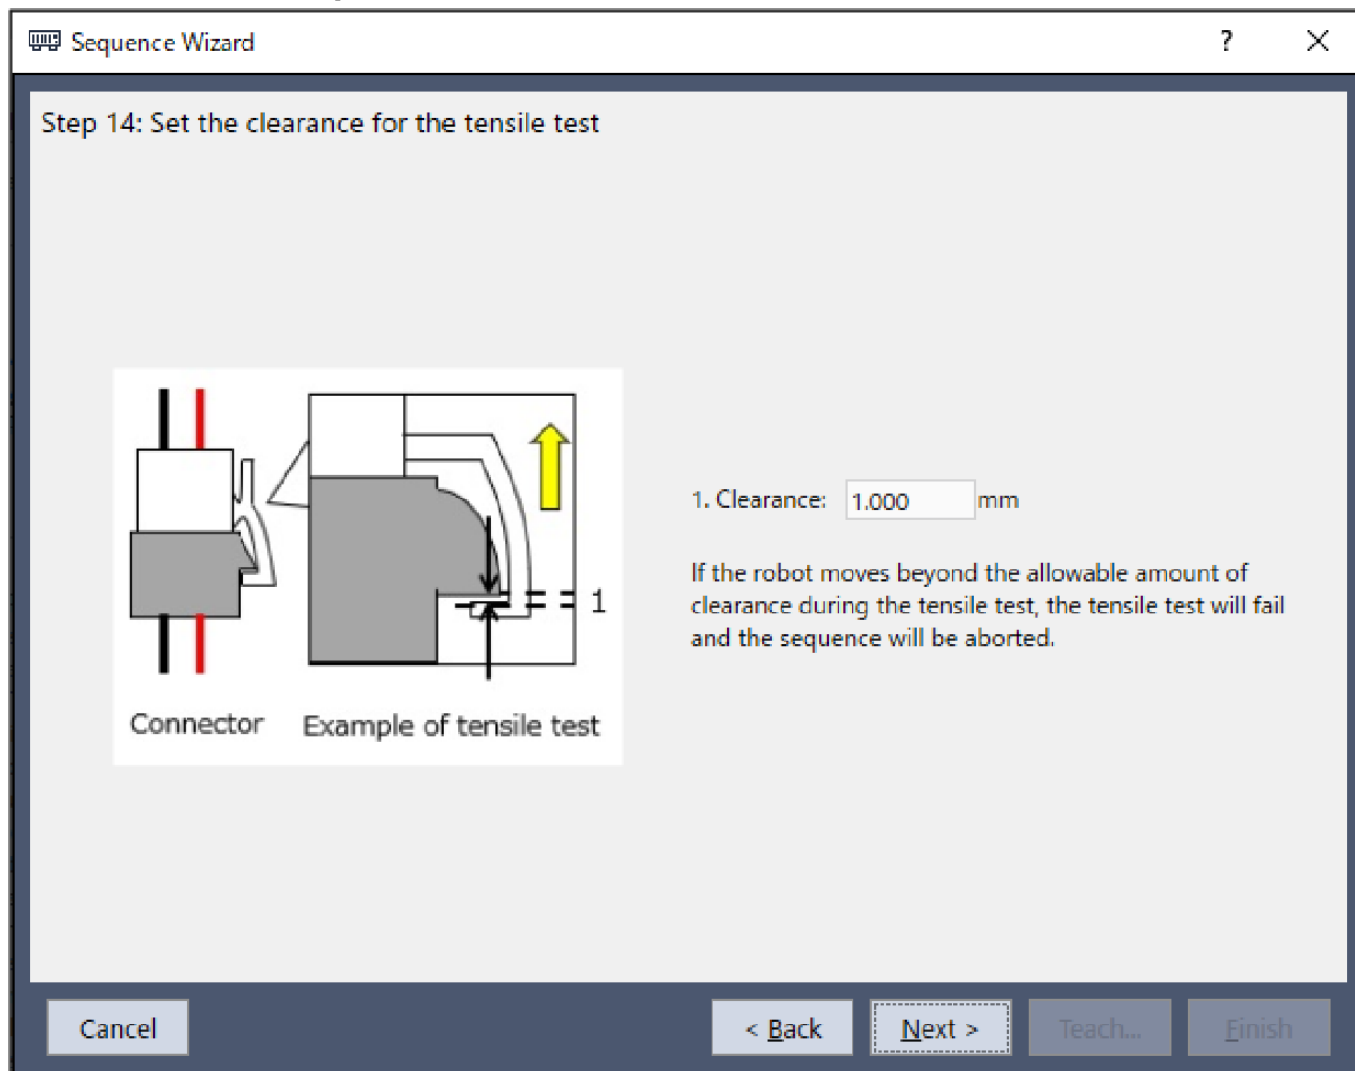 Sequence Wizard
?
Step 14: Set the clearance for the tensile test
1
Connector
Example of tensile test
1. Clearance: 1.000 mm
If the robot moves beyond the allowable amount of
clearance during the tensile test, the tensile test will fail
and the sequence will be aborted.
Cancel
< Back
Next >
Teach...
Finish